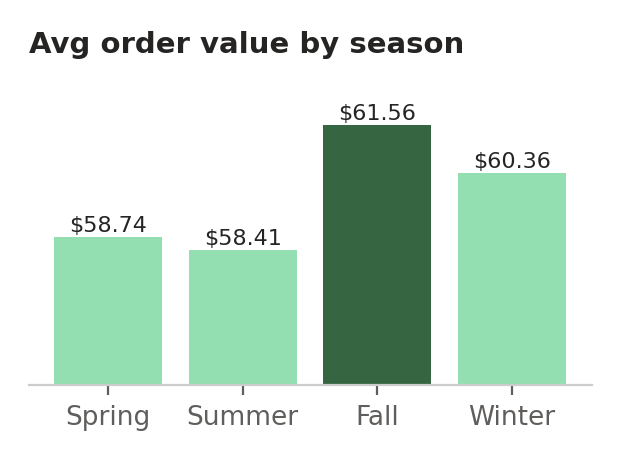 Avg order value by season
$61.56
$60.36
$58.74
$58.41
Spring Summer Fall Winter